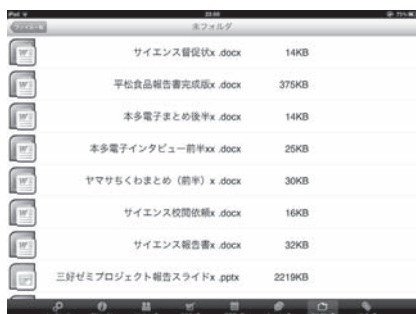 iPad
23:50
未フォルダ
サイエンス督促状x .docx 14KB
平松食品報告書完成版x .docx 375KB
本多電子まとめ後半x .docx 14KB
本多電子インタビュー前半xx .docx 25KB
ヤマサちくわまとめ（前半）x .docx 30KB
サイエンス校閲依頼x .docx 16KB
サイエンス報告書x .docx 32KB
三好ゼミプロジェクト報告スライドx .pptx 2219KB